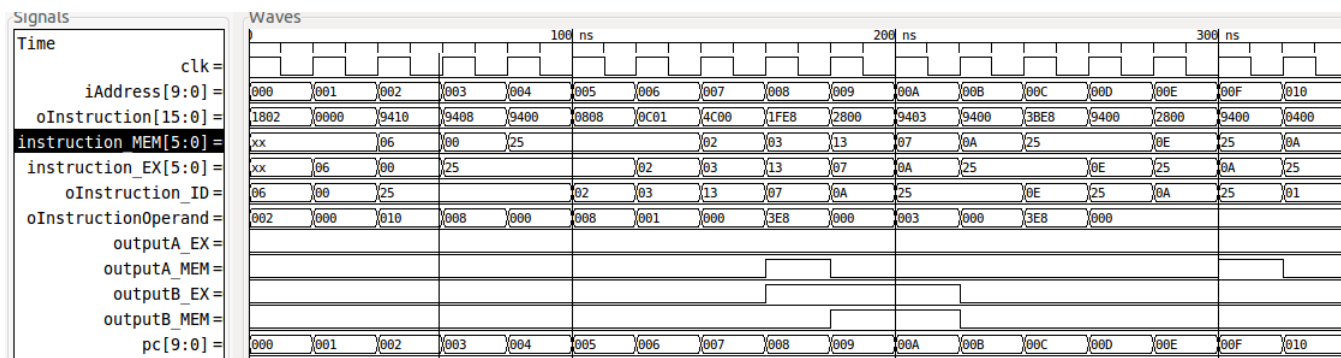 Signals
Waves
Time
0 100 ns 200 ns 300 ns
clk =
iAddress[9:0] = 000 001 002 003 004 005 006 007 008 009 00A 00B 00C 00D 00E 00F 010
oInstruction[15:0] = 1802 0000 9410 9408 9400 0808 0C01 4C00 1FE8 2800 9403 9400 3BE8 9400 2800 9400 0400
instruction_MEM[5:0] = xx 06 00 25 02 03 13 07 0A 25 0E 25 0A
instruction_EX[5:0] = xx 06 00 25 02 03 13 07 0A 25 0E 25 0A 25
oInstruction_ID = 06 00 25 02 03 13 07 0A 25 0E 25 0A 25 01
oInstructionOperand = 002 000 010 008 000 008 001 000 3E8 000 003 000 3E8 000
outputA_EX =
outputA_MEM =
outputB_EX =
outputB_MEM =
pc[9:0] = 000 001 002 003 004 005 006 007 008 009 00A 00B 00C 00D 00E 00F 010